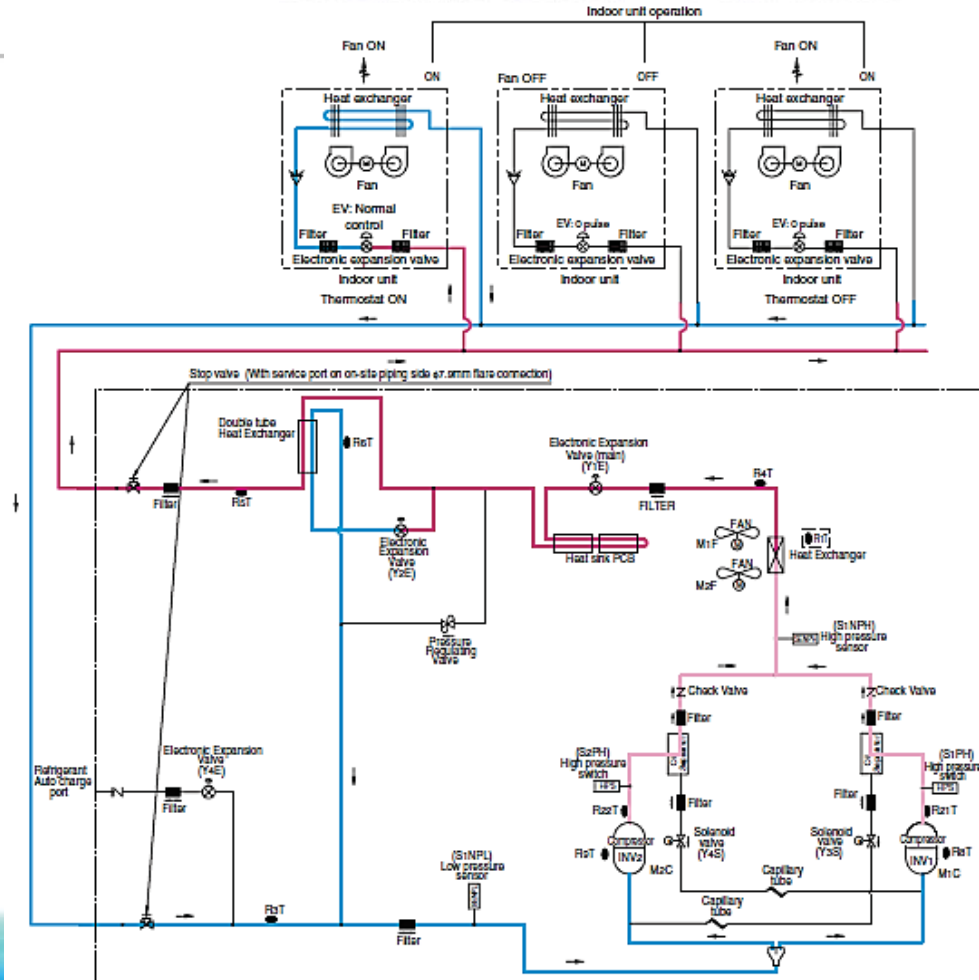 Indoor unit operation
Fan ON
ON
Fan OFF
OFF
Fan ON
ON
Heat exchanger
Heat exchanger
Heat exchanger
Fan
Fan
Fan
EV: Normal
control
EV: 0 pulse
EV: 0 pulse
Filter
Filter
Filter
Filter
Filter
Filter
Electronic expansion valve
Electronic expansion valve
Electronic expansion valve
Indoor unit
Indoor unit
Indoor unit
Thermostat ON
Thermostat OFF
Stop valve (With service port on on-site piping side φ7.9mm flare connection)
Double tube
Heat Exchanger
R6T
Electronic Expansion
Valve (main)
(Y1E)
R4T
Filter
R5T
FILTER
Electronic
Expansion
Valve
(Y2E)
Heat sink PCB
M1F
FAN
M
R1T
Heat Exchanger
FAN
M2F
M
Pressure
Regulating
Valve
(S1NPH)
High pressure
sensor
SENPH
Check Valve
Check Valve
Filter
Filter
Electronic Expansion
Valve
(Y4E)
Refrigerant
Auto charge
port
Filter
(S2PH)
High pressure
switch
HPS
Oil
Separator
Oil
Separator
(S1PH)
High pressure
switch
HPS
R22T
Filter
Filter
R21T
Compressor
INV2
R9T
M2C
Solenoid
valve
(Y4S)
Solenoid
valve
(Y3S)
Compressor
INV1
R8T
M1C
Capillary
tube
Capillary
tube
(S1NPL)
Low pressure
sensor
SENPL
R3T
Filter